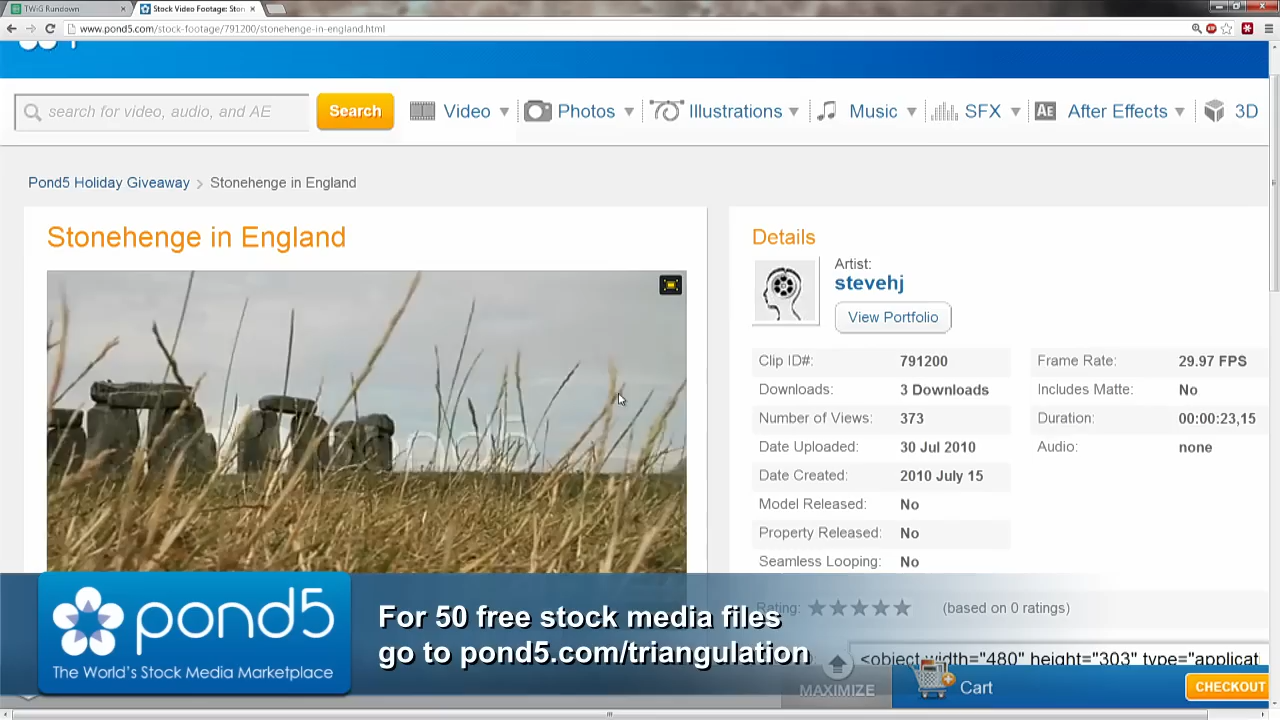 TWiG Rundown
Stock Video Footage: Ston
www.pond5.com/stock-footage/791200/stonehenge-in-england.html
search for video, audio, and AE
Search
Video
Photos
Illustrations
Music
SFX
AE After Effects
3D
Pond5 Holiday Giveaway > Stonehenge in England
Stonehenge in England
pond5
Details
Artist:
stevehj
View Portfolio
Clip ID#: 791200
Downloads: 3 Downloads
Number of Views: 373
Date Uploaded: 30 Jul 2010
Date Created: 2010 July 15
Model Released: No
Property Released: No
Seamless Looping: No
Frame Rate: 29.97 FPS
Includes Matte: No
Duration: 00:00:23,15
Audio: none
Rating: (based on 0 ratings)
<object width="480" height="303" type="applicat
MAXIMIZE
Cart
CHECKOUT
pond5
The World's Stock Media Marketplace
For 50 free stock media files
go to pond5.com/triangulation